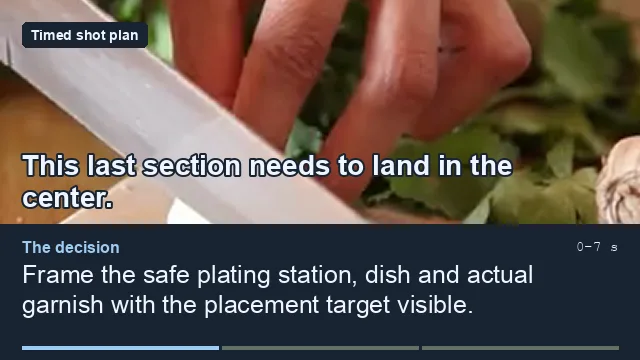 Timed shot plan
This last section needs to land in the
center.
The decision
0–7 s
Frame the safe plating station, dish and actual
garnish with the placement target visible.